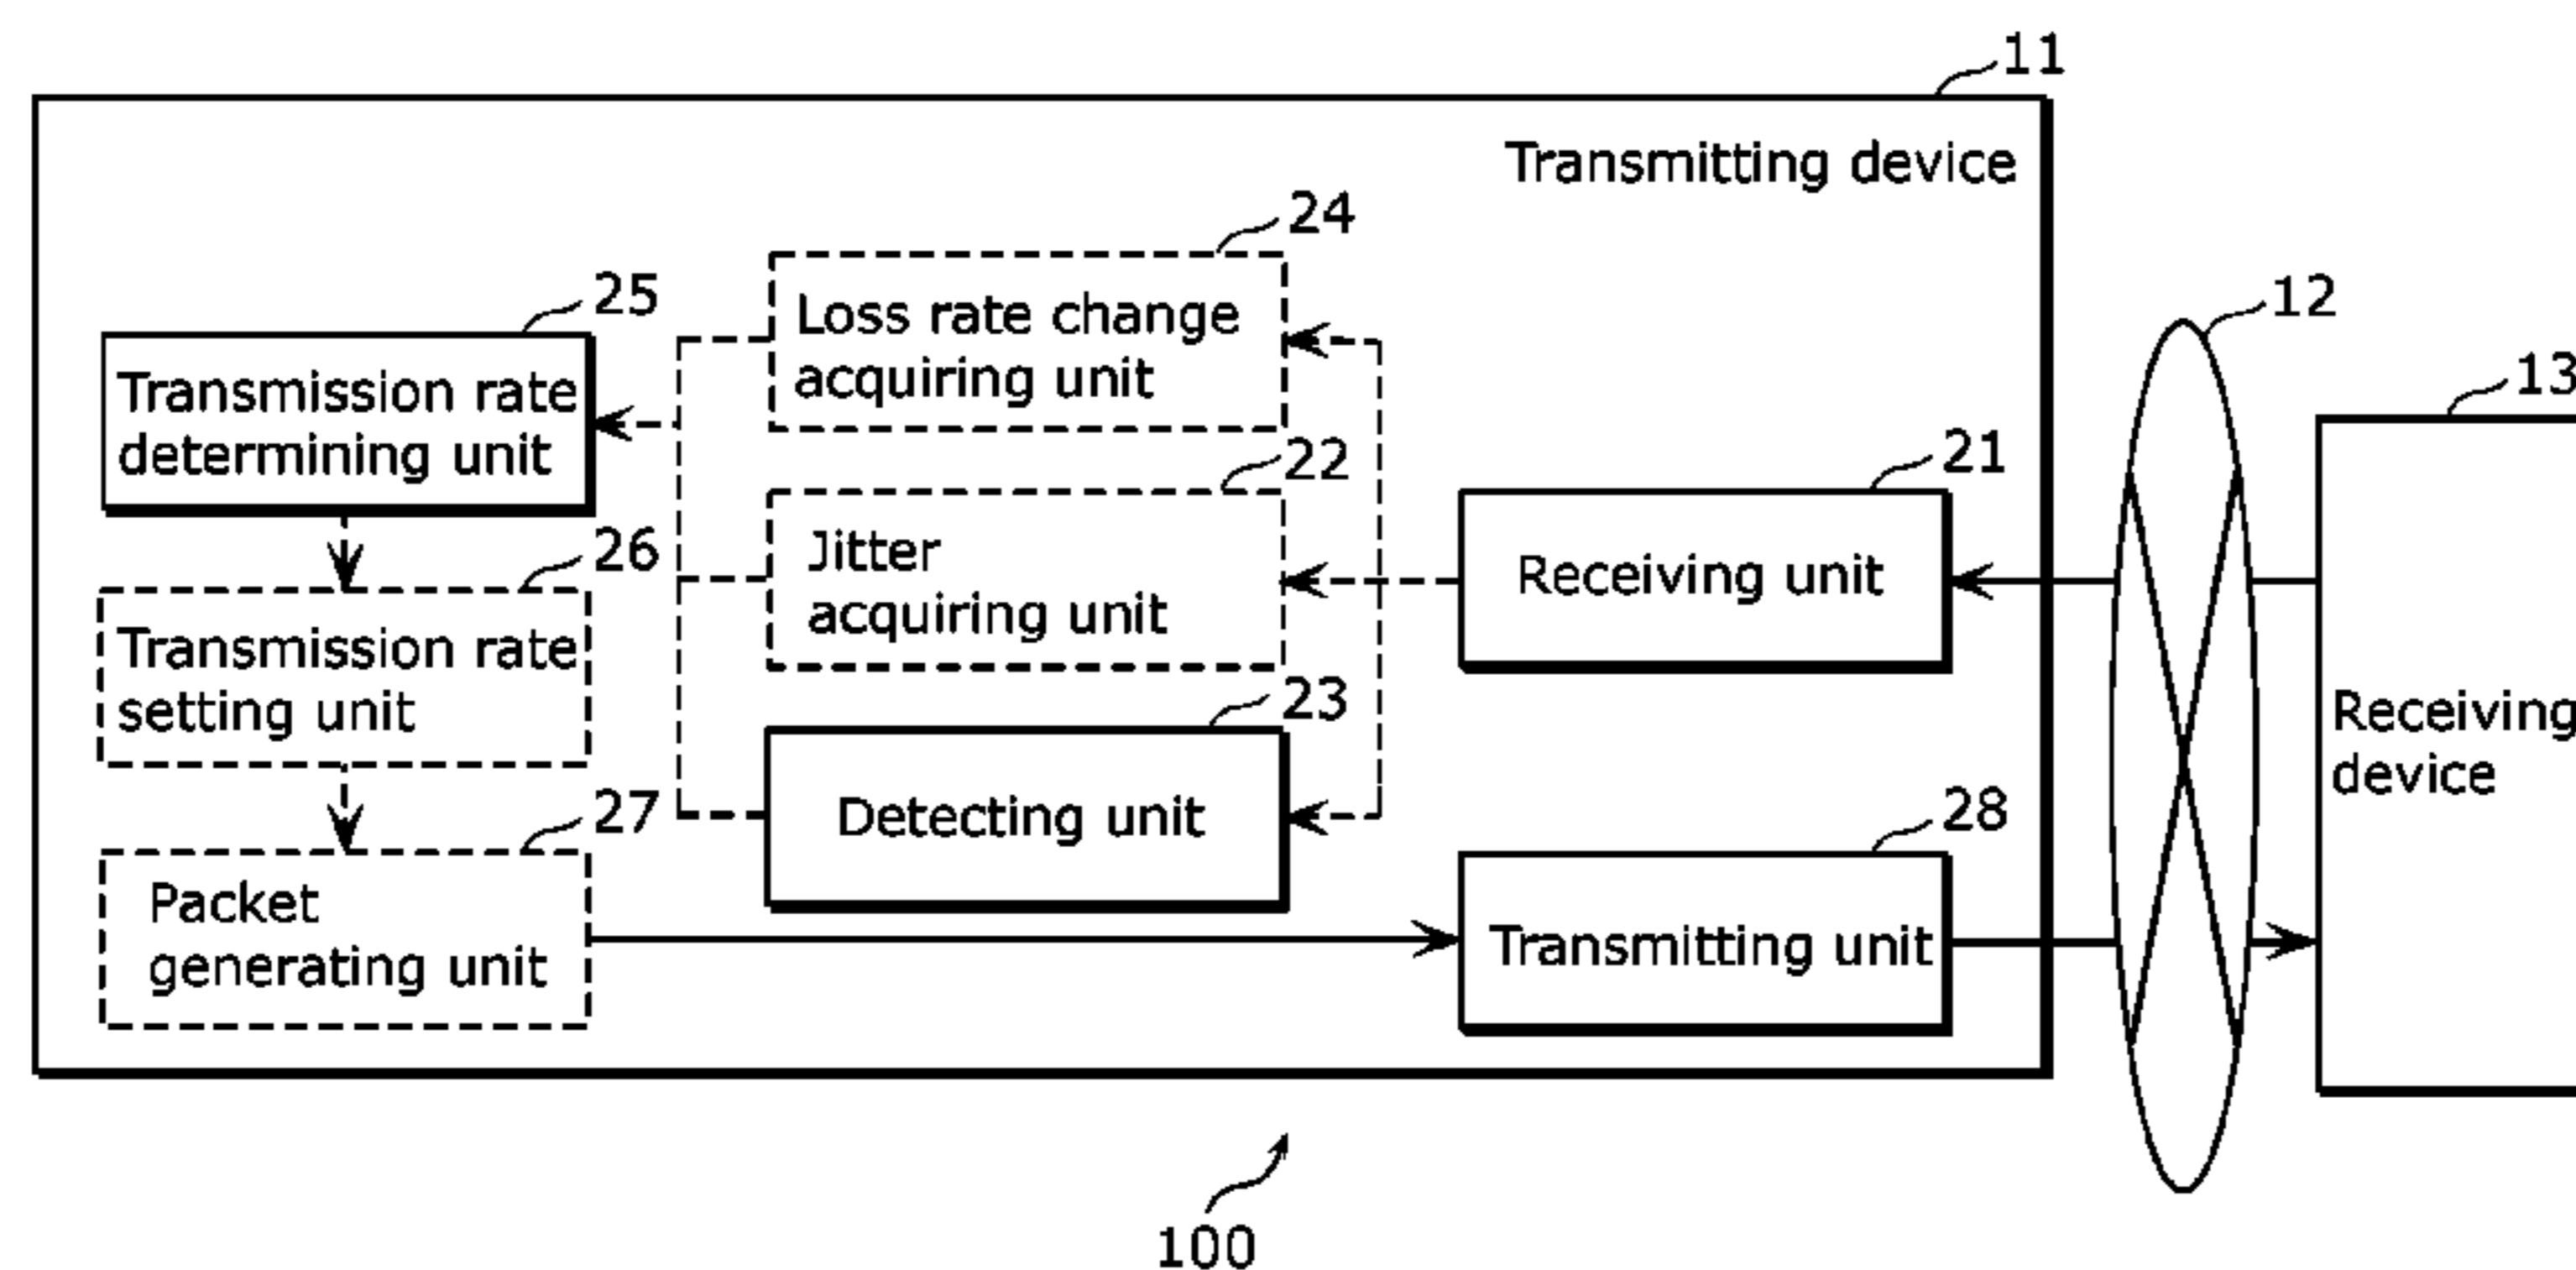 11
Transmitting device
24
Loss rate change
acquiring unit
25
Transmission rate
determining unit
22
Jitter
acquiring unit
21
Receiving unit
12
13
Receiving
device
26
Transmission rate
setting unit
23
Detecting unit
27
Packet
generating unit
28
Transmitting unit
100